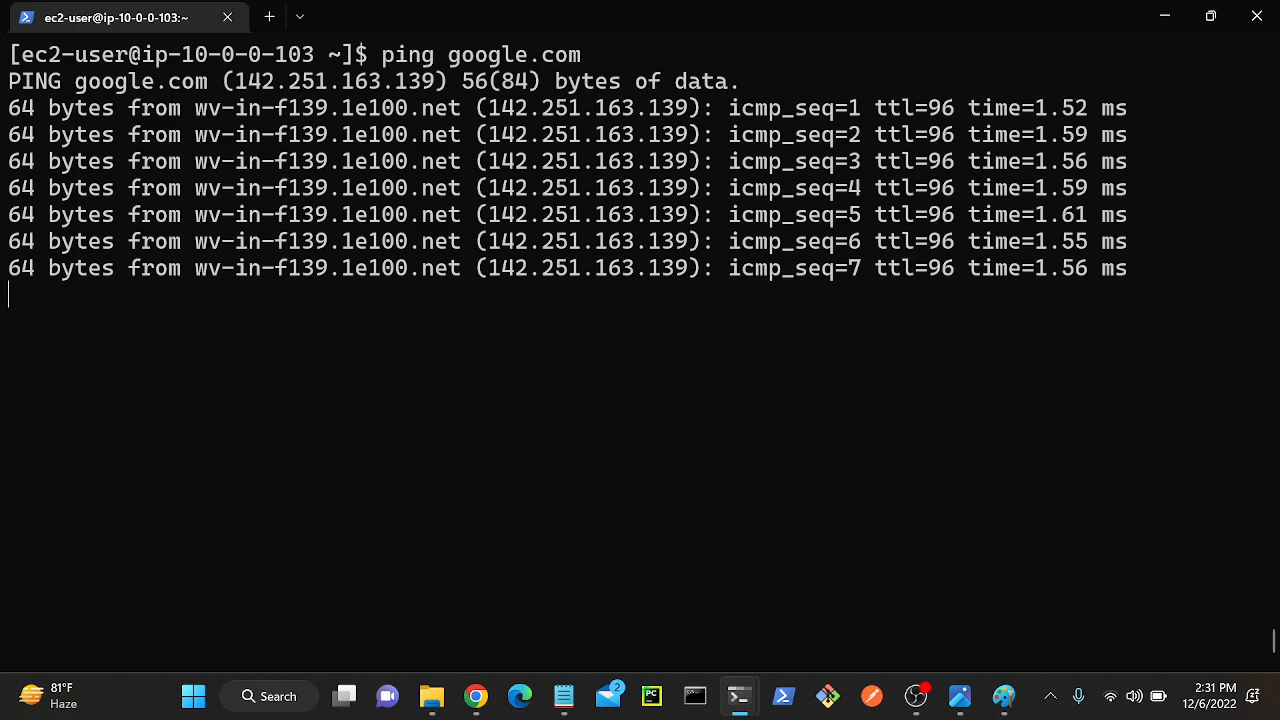 ec2-user@ip-10-0-0-103:~
[ec2-user@ip-10-0-0-103 ~]$ ping google.com
PING google.com (142.251.163.139) 56(84) bytes of data.
64 bytes from wv-in-f139.1e100.net (142.251.163.139): icmp_seq=1 ttl=96 time=1.52 ms
64 bytes from wv-in-f139.1e100.net (142.251.163.139): icmp_seq=2 ttl=96 time=1.59 ms
64 bytes from wv-in-f139.1e100.net (142.251.163.139): icmp_seq=3 ttl=96 time=1.56 ms
64 bytes from wv-in-f139.1e100.net (142.251.163.139): icmp_seq=4 ttl=96 time=1.59 ms
64 bytes from wv-in-f139.1e100.net (142.251.163.139): icmp_seq=5 ttl=96 time=1.61 ms
64 bytes from wv-in-f139.1e100.net (142.251.163.139): icmp_seq=6 ttl=96 time=1.55 ms
64 bytes from wv-in-f139.1e100.net (142.251.163.139): icmp_seq=7 ttl=96 time=1.56 ms
81°F
Haze
Search
2
PC
2:31 PM
12/6/2022